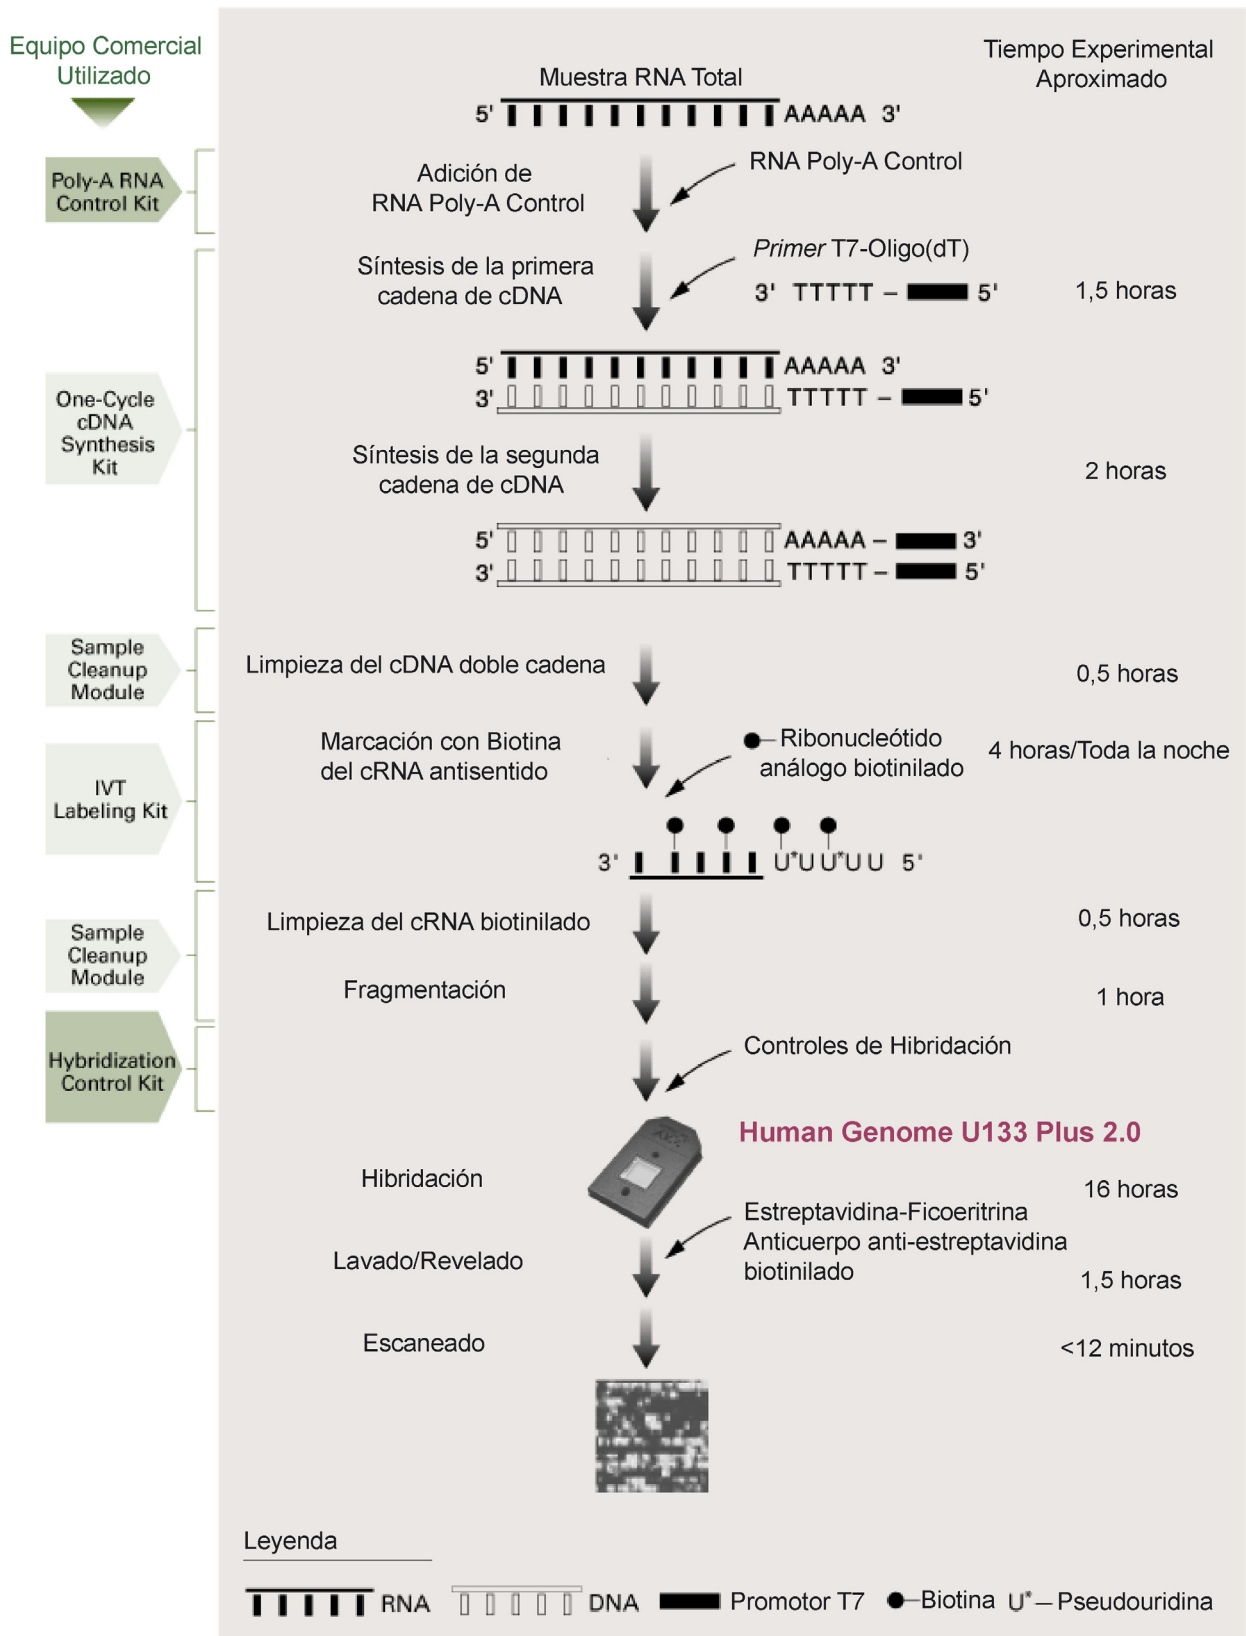 Equipo Comercial
Utilizado
Tiempo Experimental
Aproximado
Muestra RNA Total
5' AAAAA 3'
Poly-A RNA
Control Kit
Adición de
RNA Poly-A Control
RNA Poly-A Control
One-Cycle
cDNA
Synthesis
Kit
Síntesis de la primera
cadena de cDNA
Primer T7-Oligo(dT)
3' TTTTT – 5'
1,5 horas
5' AAAAA 3'
3' TTTTT – 5'
Síntesis de la segunda
cadena de cDNA
2 horas
5' AAAAA – 3'
3' TTTTT – 5'
Sample
Cleanup
Module
Limpieza del cDNA doble cadena
0,5 horas
IVT
Labeling Kit
Marcación con Biotina
del cRNA antisentido
Ribonucleótido
análogo biotinilado
4 horas/Toda la noche
3' U*UU*UU 5'
Sample
Cleanup
Module
Limpieza del cRNA biotinilado
0,5 horas
Fragmentación
1 hora
Hybridization
Control Kit
Controles de Hibridación
Human Genome U133 Plus 2.0
Hibridación
16 horas
Estreptavidina-Ficoeritrina
Anticuerpo anti-estreptavidina
biotinilado
Lavado/Revelado
1,5 horas
Escaneado
<12 minutos
Leyenda
RNA DNA Promotor T7 Biotina U* – Pseudouridina